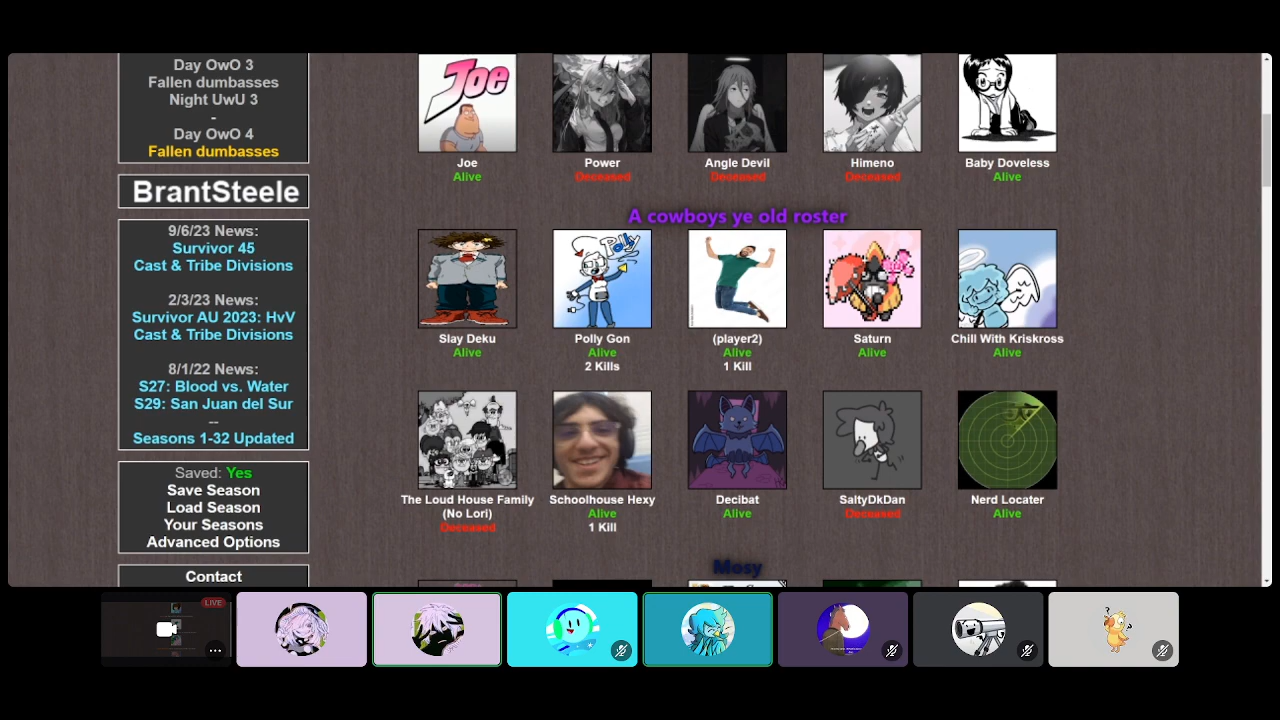 Day OwO 3
Fallen dumbasses
Night UwU 3
-
Day OwO 4
Fallen dumbasses
BrantSteele
9/6/23 News:
Survivor 45
Cast & Tribe Divisions
2/3/23 News:
Survivor AU 2023: HvV
Cast & Tribe Divisions
8/1/22 News:
S27: Blood vs. Water
S29: San Juan del Sur
--
Seasons 1-32 Updated
Saved: Yes
Save Season
Load Season
Your Seasons
Advanced Options
Contact
Joe
Joe
Power
Angle Devil
Himeno
Baby Doveless
Alive
Deceased
Deceased
Deceased
Alive
A cowboys ye old roster
Polly
Slay Deku
Polly Gon
(player2)
Saturn
Chill With Kriskross
Alive
Alive
Alive
Alive
Alive
2 Kills
1 Kill
The Loud House Family
(No Lori)
Schoolhouse Hexy
Decibat
SaltyDkDan
Nerd Locater
Deceased
Alive
Alive
Deceased
Alive
1 Kill
Mosy
LIVE